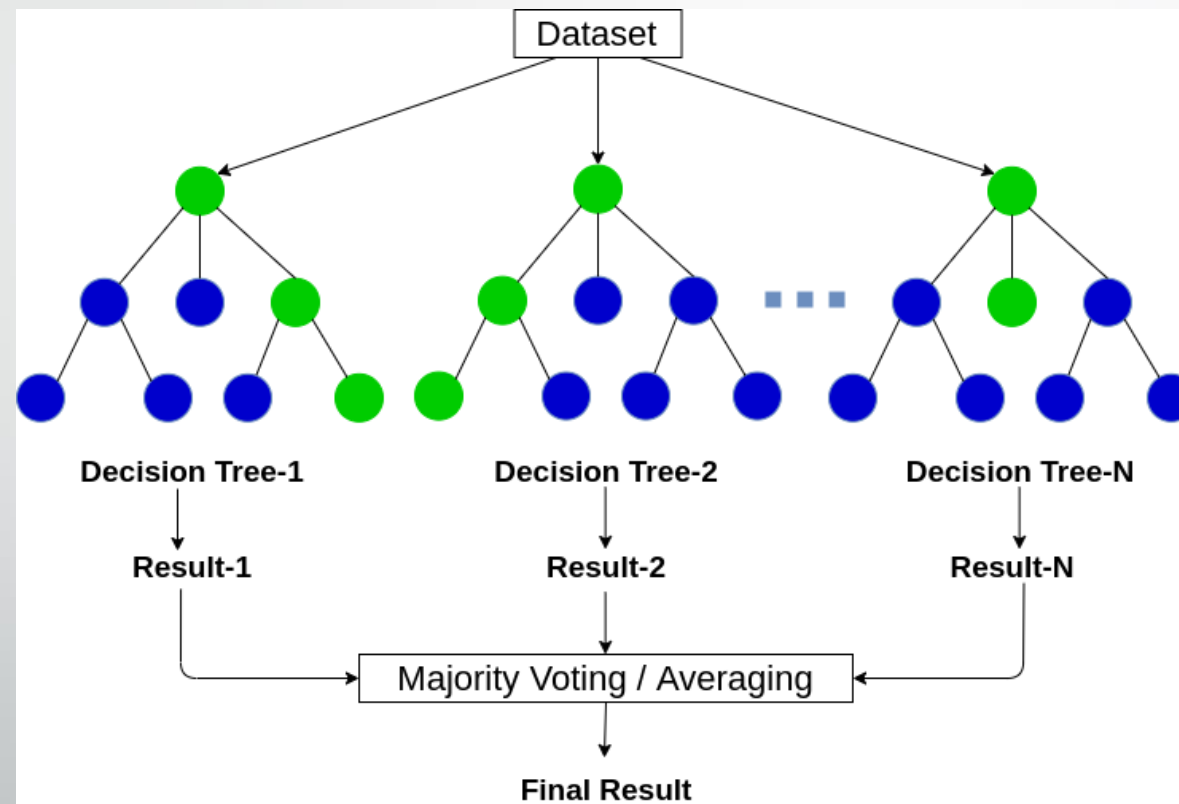 Dataset
Decision Tree-1
Decision Tree-2
Decision Tree-N
Result-1
Result-2
Result-N
Majority Voting / Averaging
Final Result